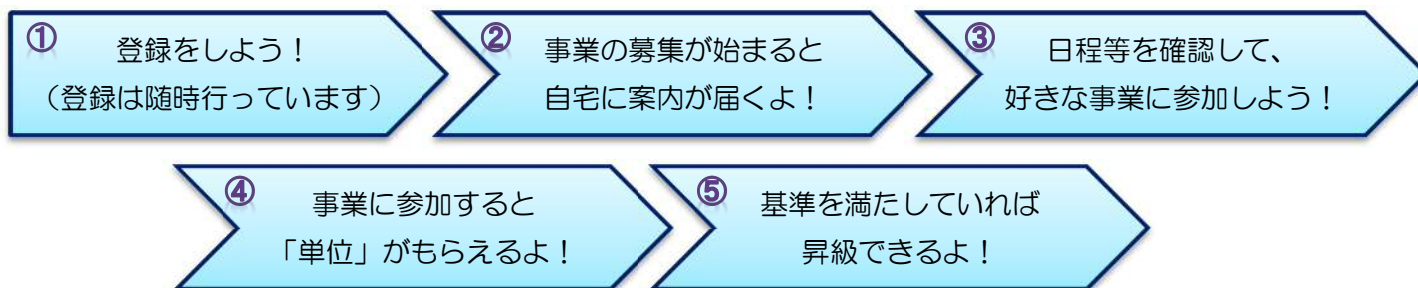 ① 登録をしよう！
（登録は随時行っています）
② 事業の募集が始まると
自宅に案内が届くよ！
③ 日程等を確認して、
好きな事業に参加しよう！
④ 事業に参加すると
「単位」がもらえるよ！
⑤ 基準を満たしていれば
昇級できるよ！